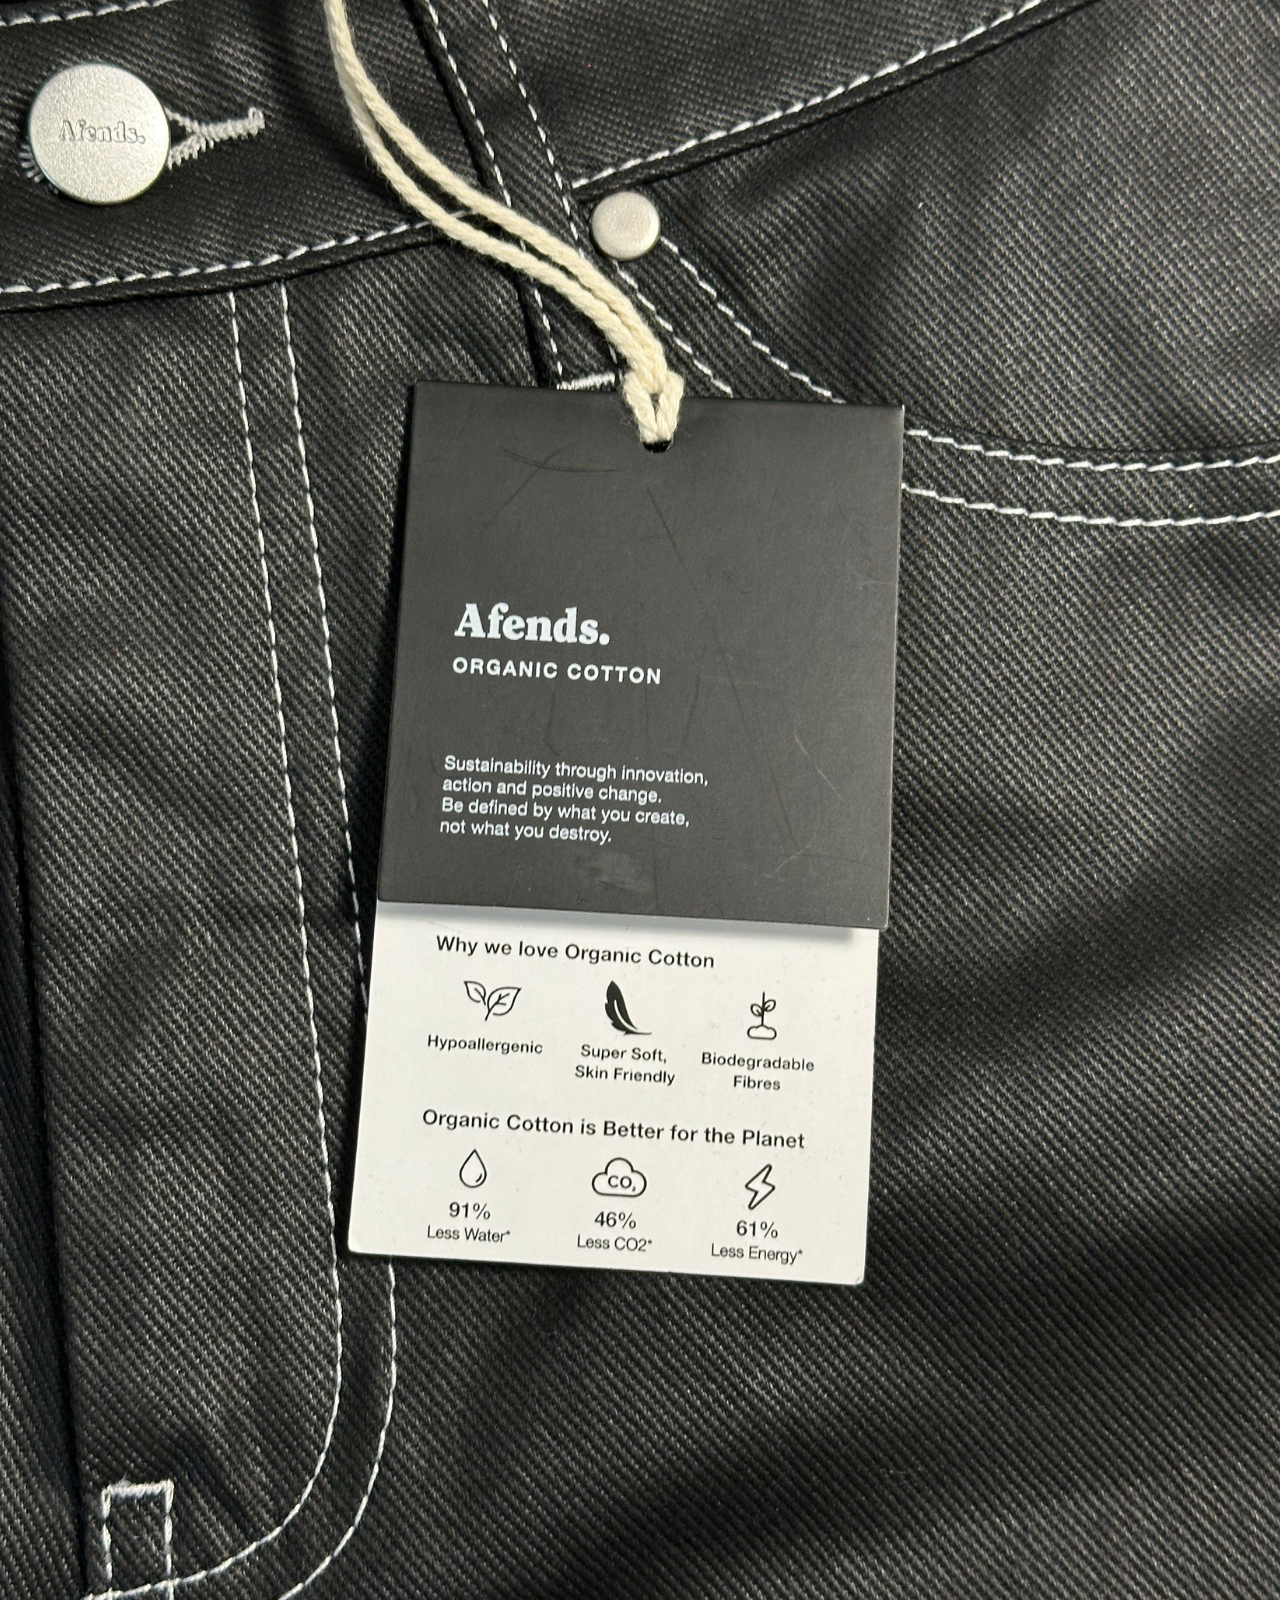 Afends.
Afends.
ORGANIC COTTON
Sustainability through innovation,
action and positive change.
Be defined by what you create,
not what you destroy.
Why we love Organic Cotton
Hypoallergenic
Super Soft,
Skin Friendly
Biodegradable
Fibres
Organic Cotton is Better for the Planet
CO₂
91%
Less Water*
46%
Less CO2*
61%
Less Energy*